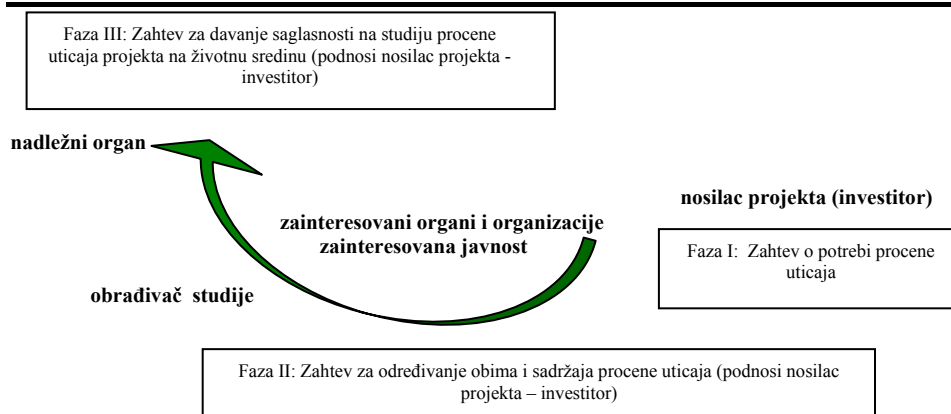 Faza III: Zahtev za davanje saglasnosti na studiju procene
uticaja projekta na životnu sredinu (podnosi nosilac projekta -
investitor)
nadležni organ
nosilac projekta (investitor)
zainteresovani organi i organizacije
zainteresovana javnost
Faza I: Zahtev o potrebi procene
uticaja
obrađivač studije
Faza II: Zahtev za određivanje obima i sadržaja procene uticaja (podnosi nosilac
projekta – investitor)